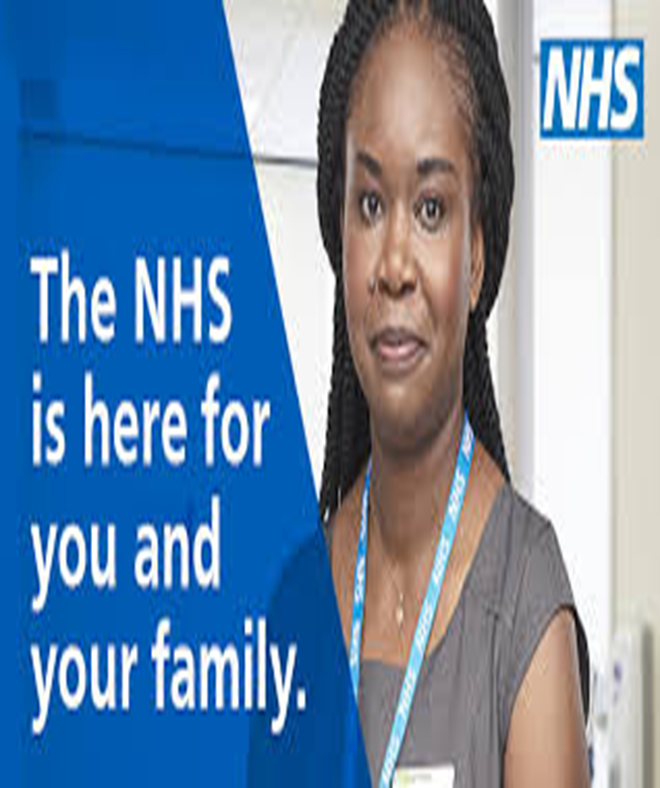 NHS
The NHS
is here for
you and
your family.